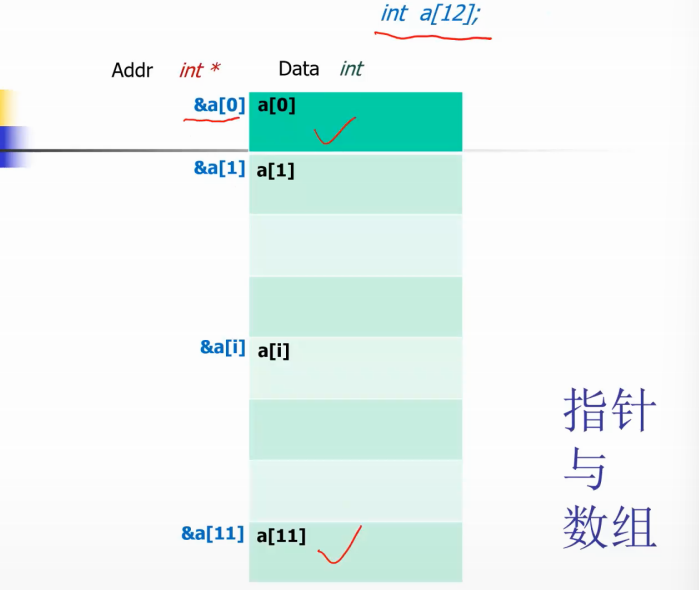 int a[12];
Addr int * Data int
&a[0] a[0]
&a[1] a[1]
&a[i] a[i]
&a[11] a[11]
指针
与
数组